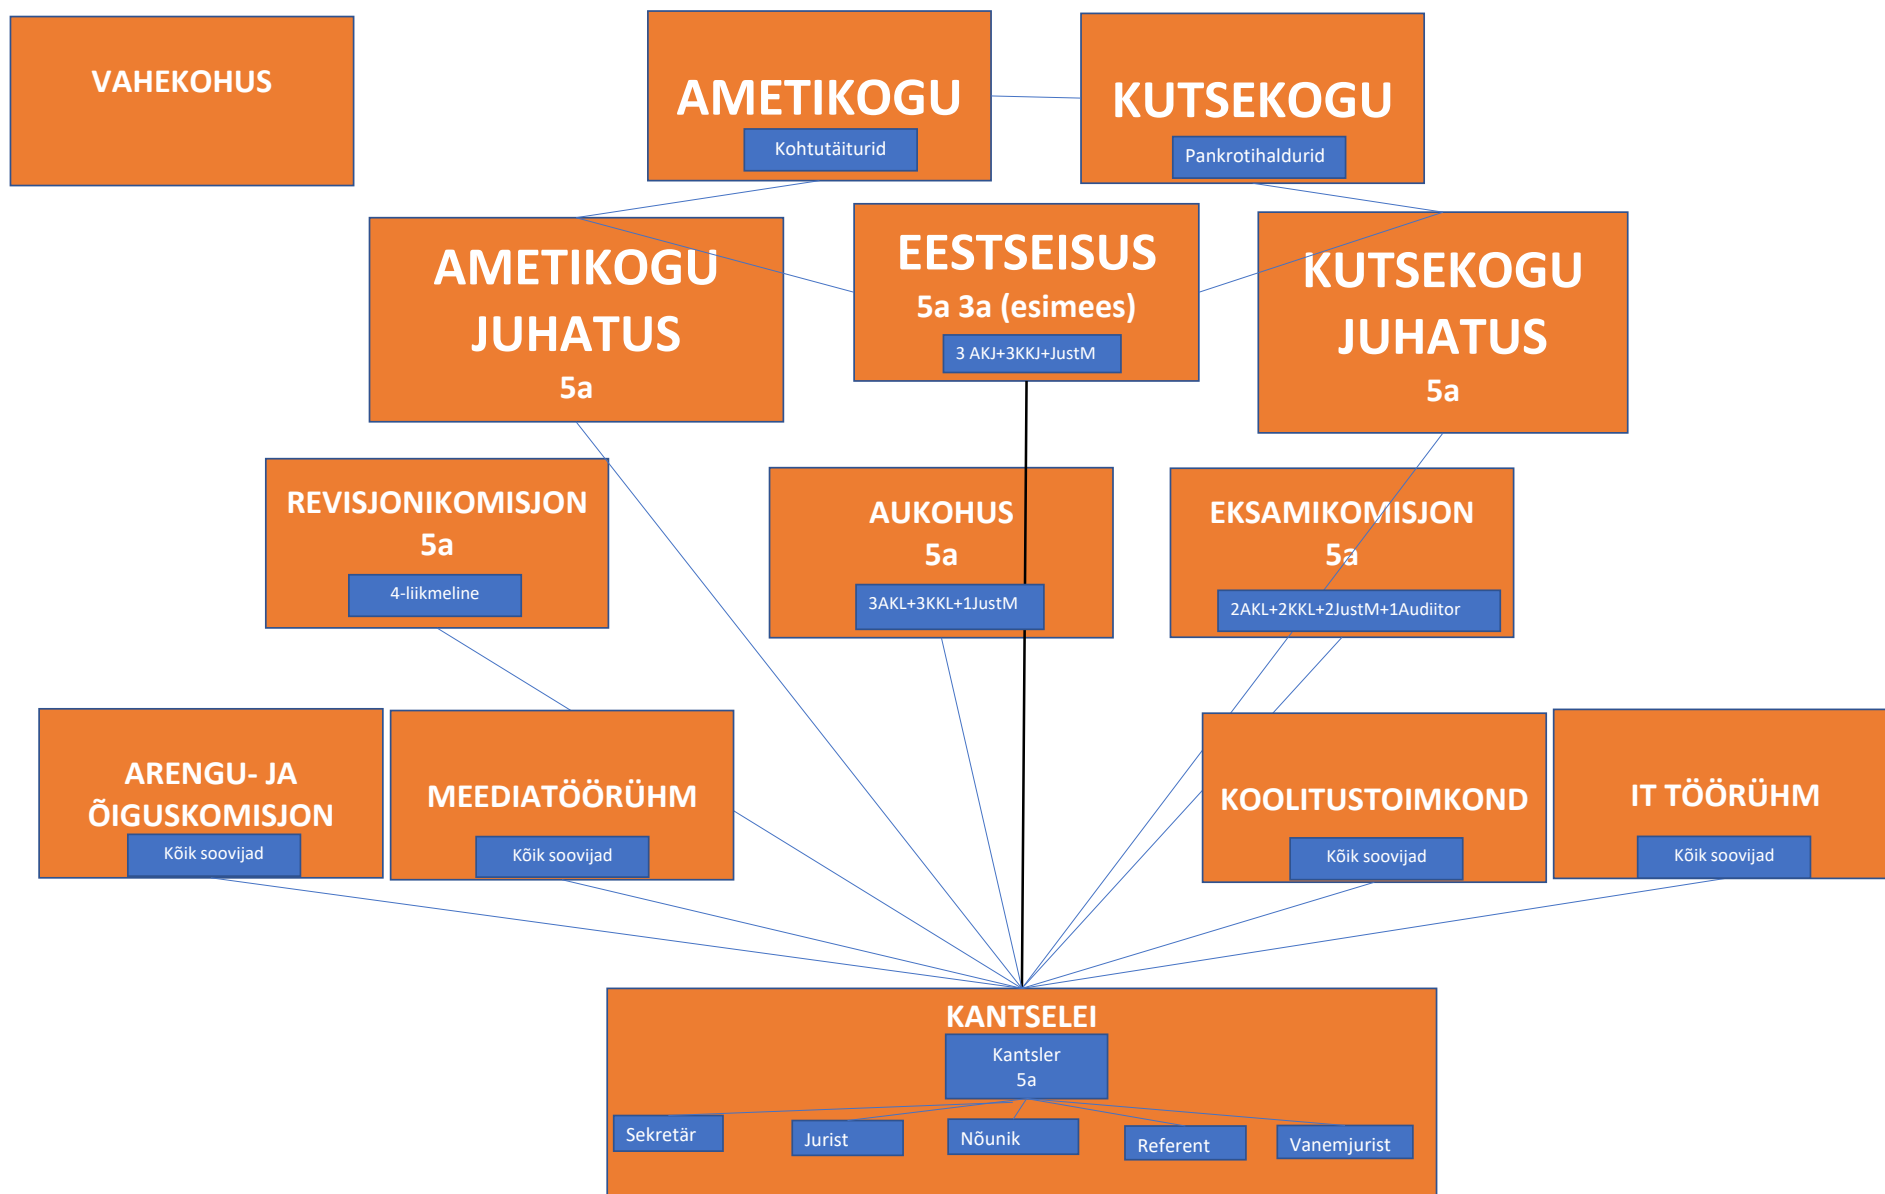 VAHEKOHUS
AMETIKOGU
Kohtutäiturid
KUTSEKOGU
Pankrotihaldurid
AMETIKOGU
JUHATUS
5a
EESTSEISUS
5a 3a (esimees)
3 AKJ+3KKJ+JustM
KUTSEKOGU
JUHATUS
5a
REVISJONIKOMISJON
5a
4-liikmeline
AUKOHUS
5a
3AKL+3KKL+1JustM
EKSAMIKOMISJON
5a
2AKL+2KKL+2JustM+1Audiitor
ARENGU- JA
ÕIGUSKOMISJON
Kõik soovijad
MEEDIATÖÖRÜHM
Kõik soovijad
KOOLITUSTOIMKOND
Kõik soovijad
IT TÖÖRÜHM
Kõik soovijad
KANTSELEI
Kantsler
5a
Sekretär
Jurist
Nõunik
Referent
Vanemjurist